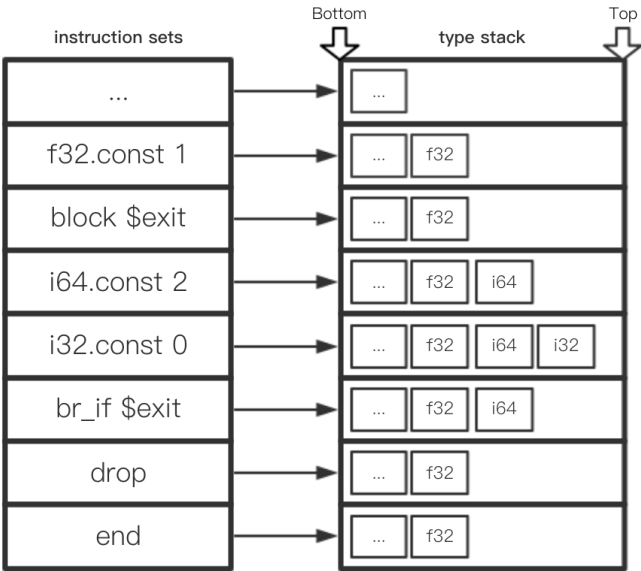 Bottom Top
instruction sets type stack
... ...
f32.const 1 ... f32
block $exit ... f32
i64.const 2 ... f32 i64
i32.const 0 ... f32 i64 i32
br_if $exit ... f32 i64
drop ... f32
end ... f32